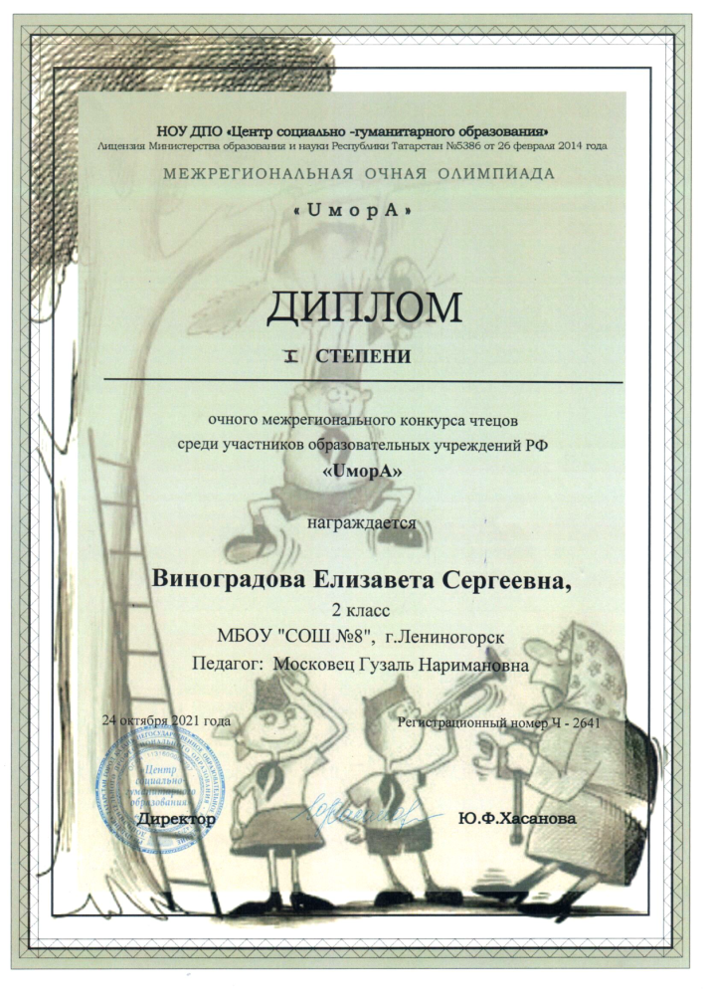 НОУ ДПО «Центр социально -гуманитарного образования»
Лицензия Министерства образования и науки Республики Татарстан №5386 от 26 февраля 2014 года
МЕЖРЕГИОНАЛЬНАЯ ОЧНАЯ ОЛИМПИАДА
«UморА»
ДИПЛОМ
I СТЕПЕНИ
очного межрегионального конкурса чтецов
среди участников образовательных учреждений РФ
«UморА»
награждается
Виноградова Елизавета Сергеевна,
2 класс
МБОУ "СОШ №8", г.Лениногорск
Педагог: Московец Гузаль Наримановна
24 октября 2021 года
Регистрационный номер Ч - 2641
«Центр
социально-
гуманитарного
образования»
Директор
Ю.Ф.Хасанова